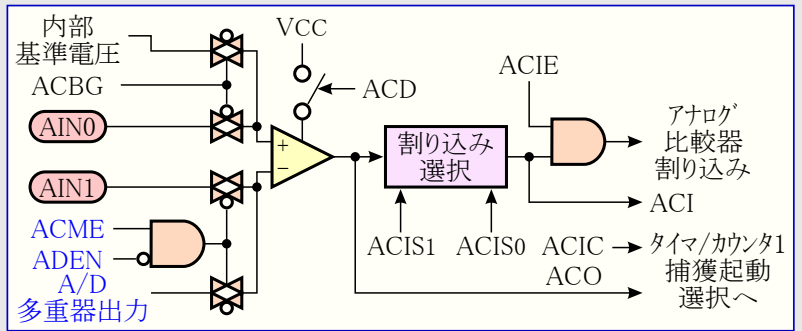 内部
基準電圧
ACBG
AIN0
AIN1
ACME
ADEN
A/D
多重器出力
VCC
ACD
+
−
割り込み
選択
ACIS1
ACIS0
ACIE
アナログ
比較器
割り込み
ACI
ACIC
ACO
タイマ/カウンタ1
捕獲起動
選択へ